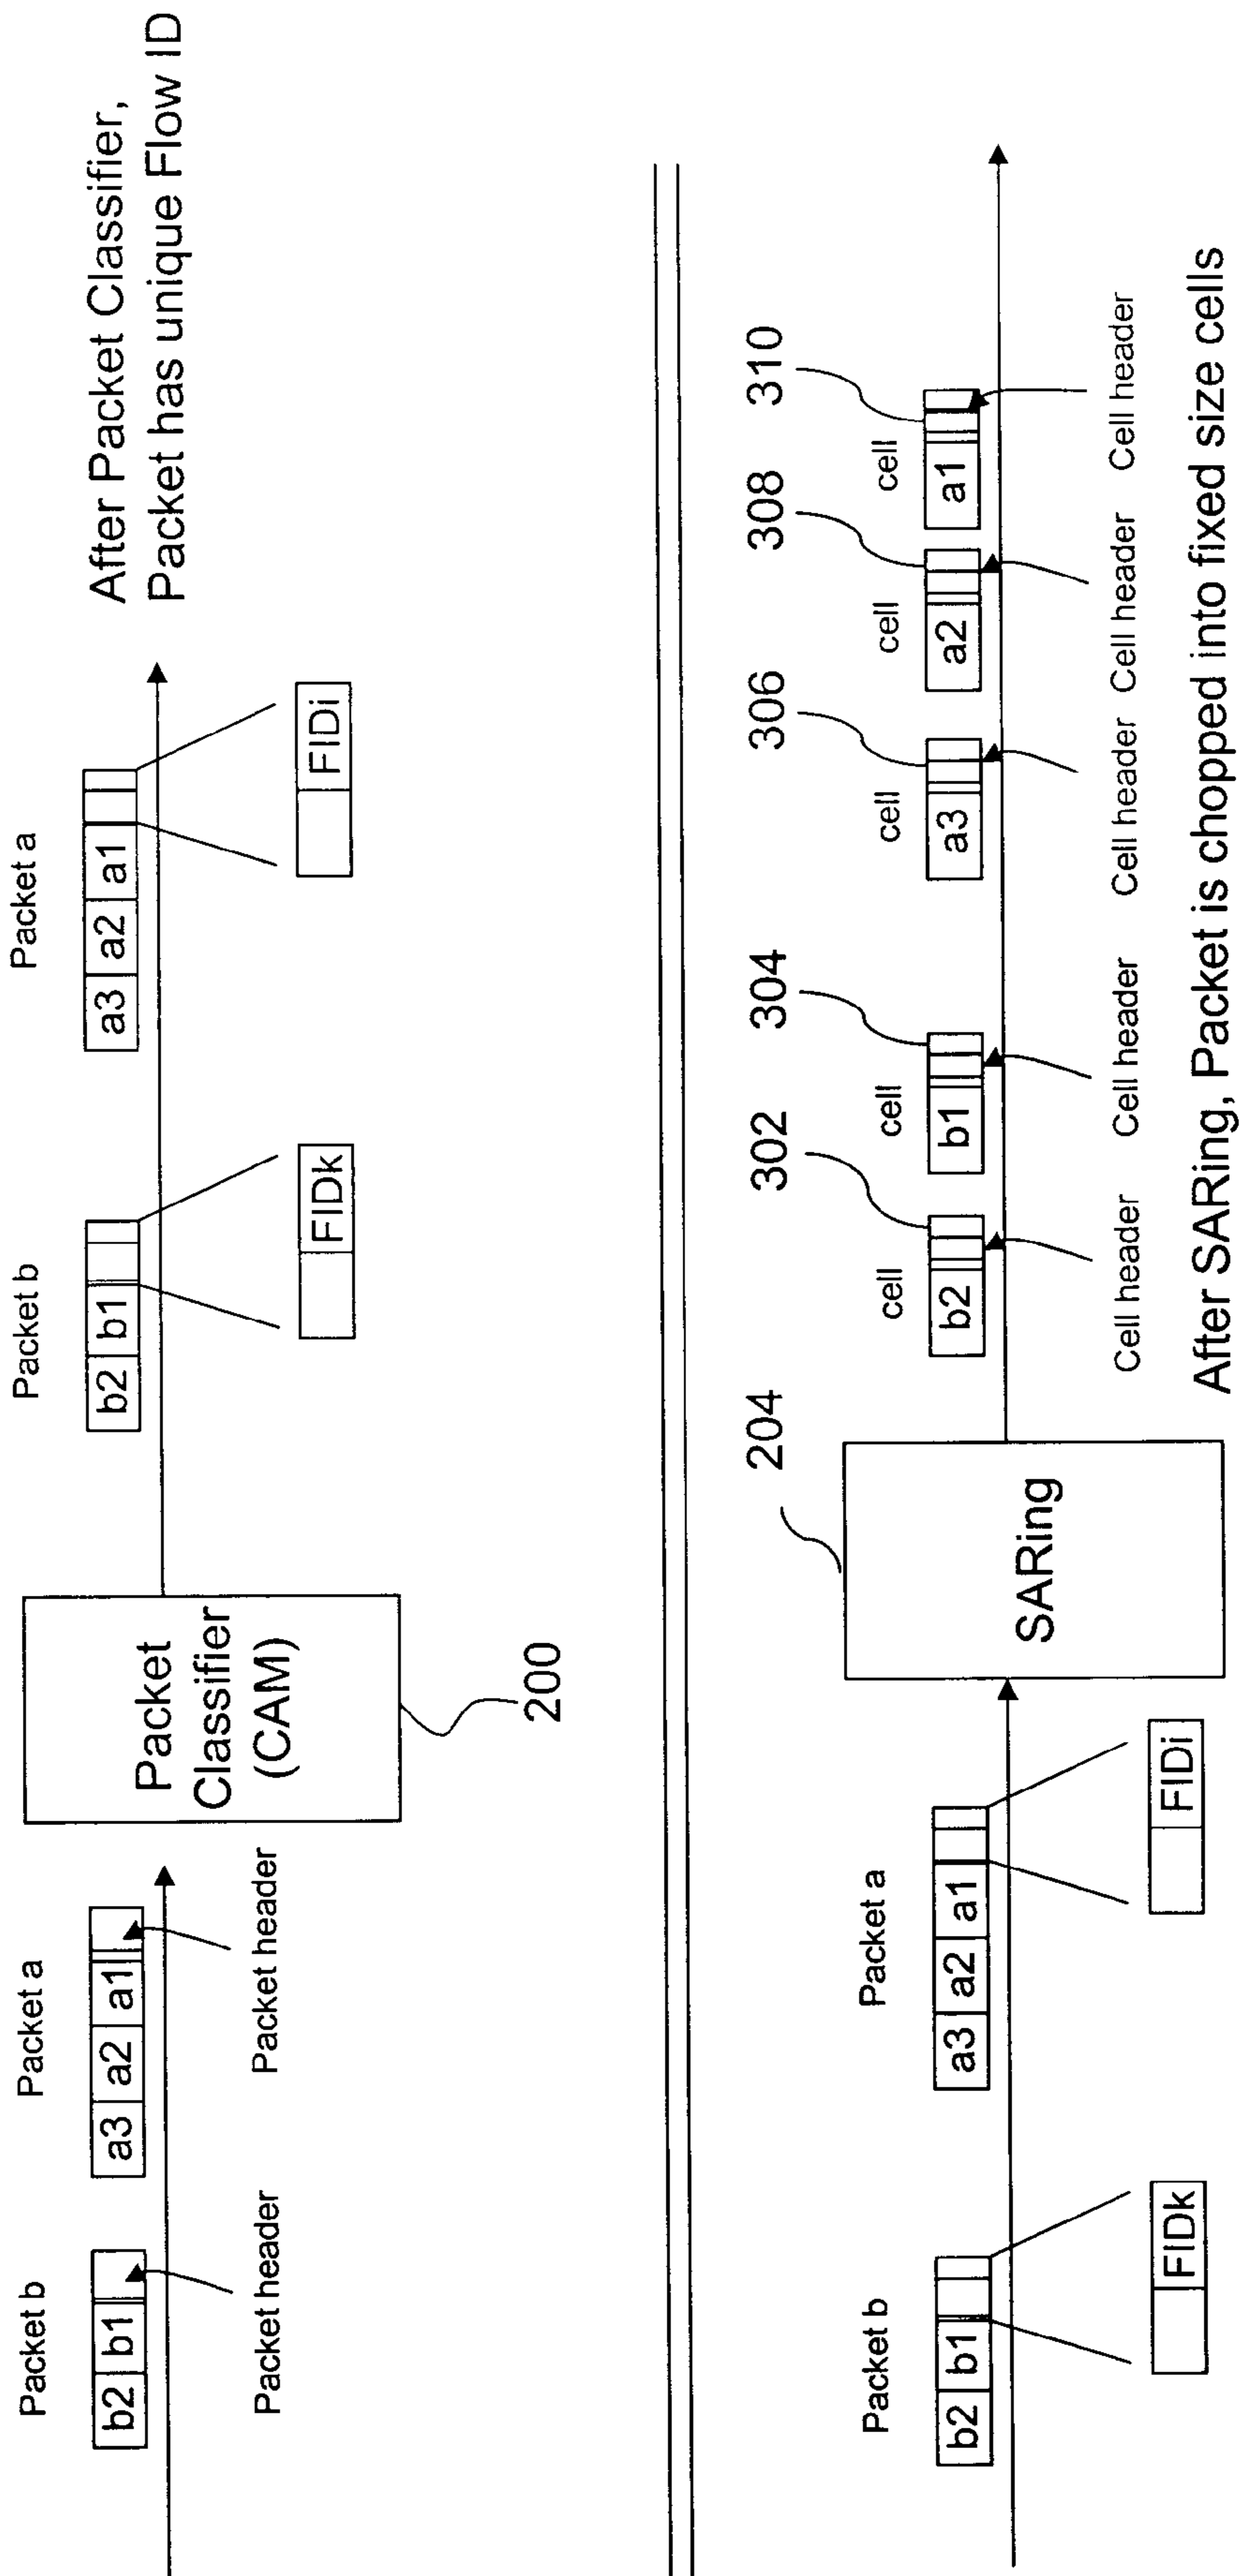 Packet b
b2 b1
Packet header
Packet a
a3 a2 a1
Packet header
Packet
Classifier
(CAM)
200
Packet b
b2 b1
FIDk
Packet a
a3 a2 a1
FIDi
After Packet Classifier,
Packet has unique Flow ID
Packet b
b2 b1
FIDk
Packet a
a3 a2 a1
FIDi
SARing
204
302
cell
b2
Cell header
304
cell
b1
Cell header
306
cell
a3
Cell header
308
cell
a2
Cell header
310
cell
a1
Cell header
After SARing, Packet is chopped into fixed size cells